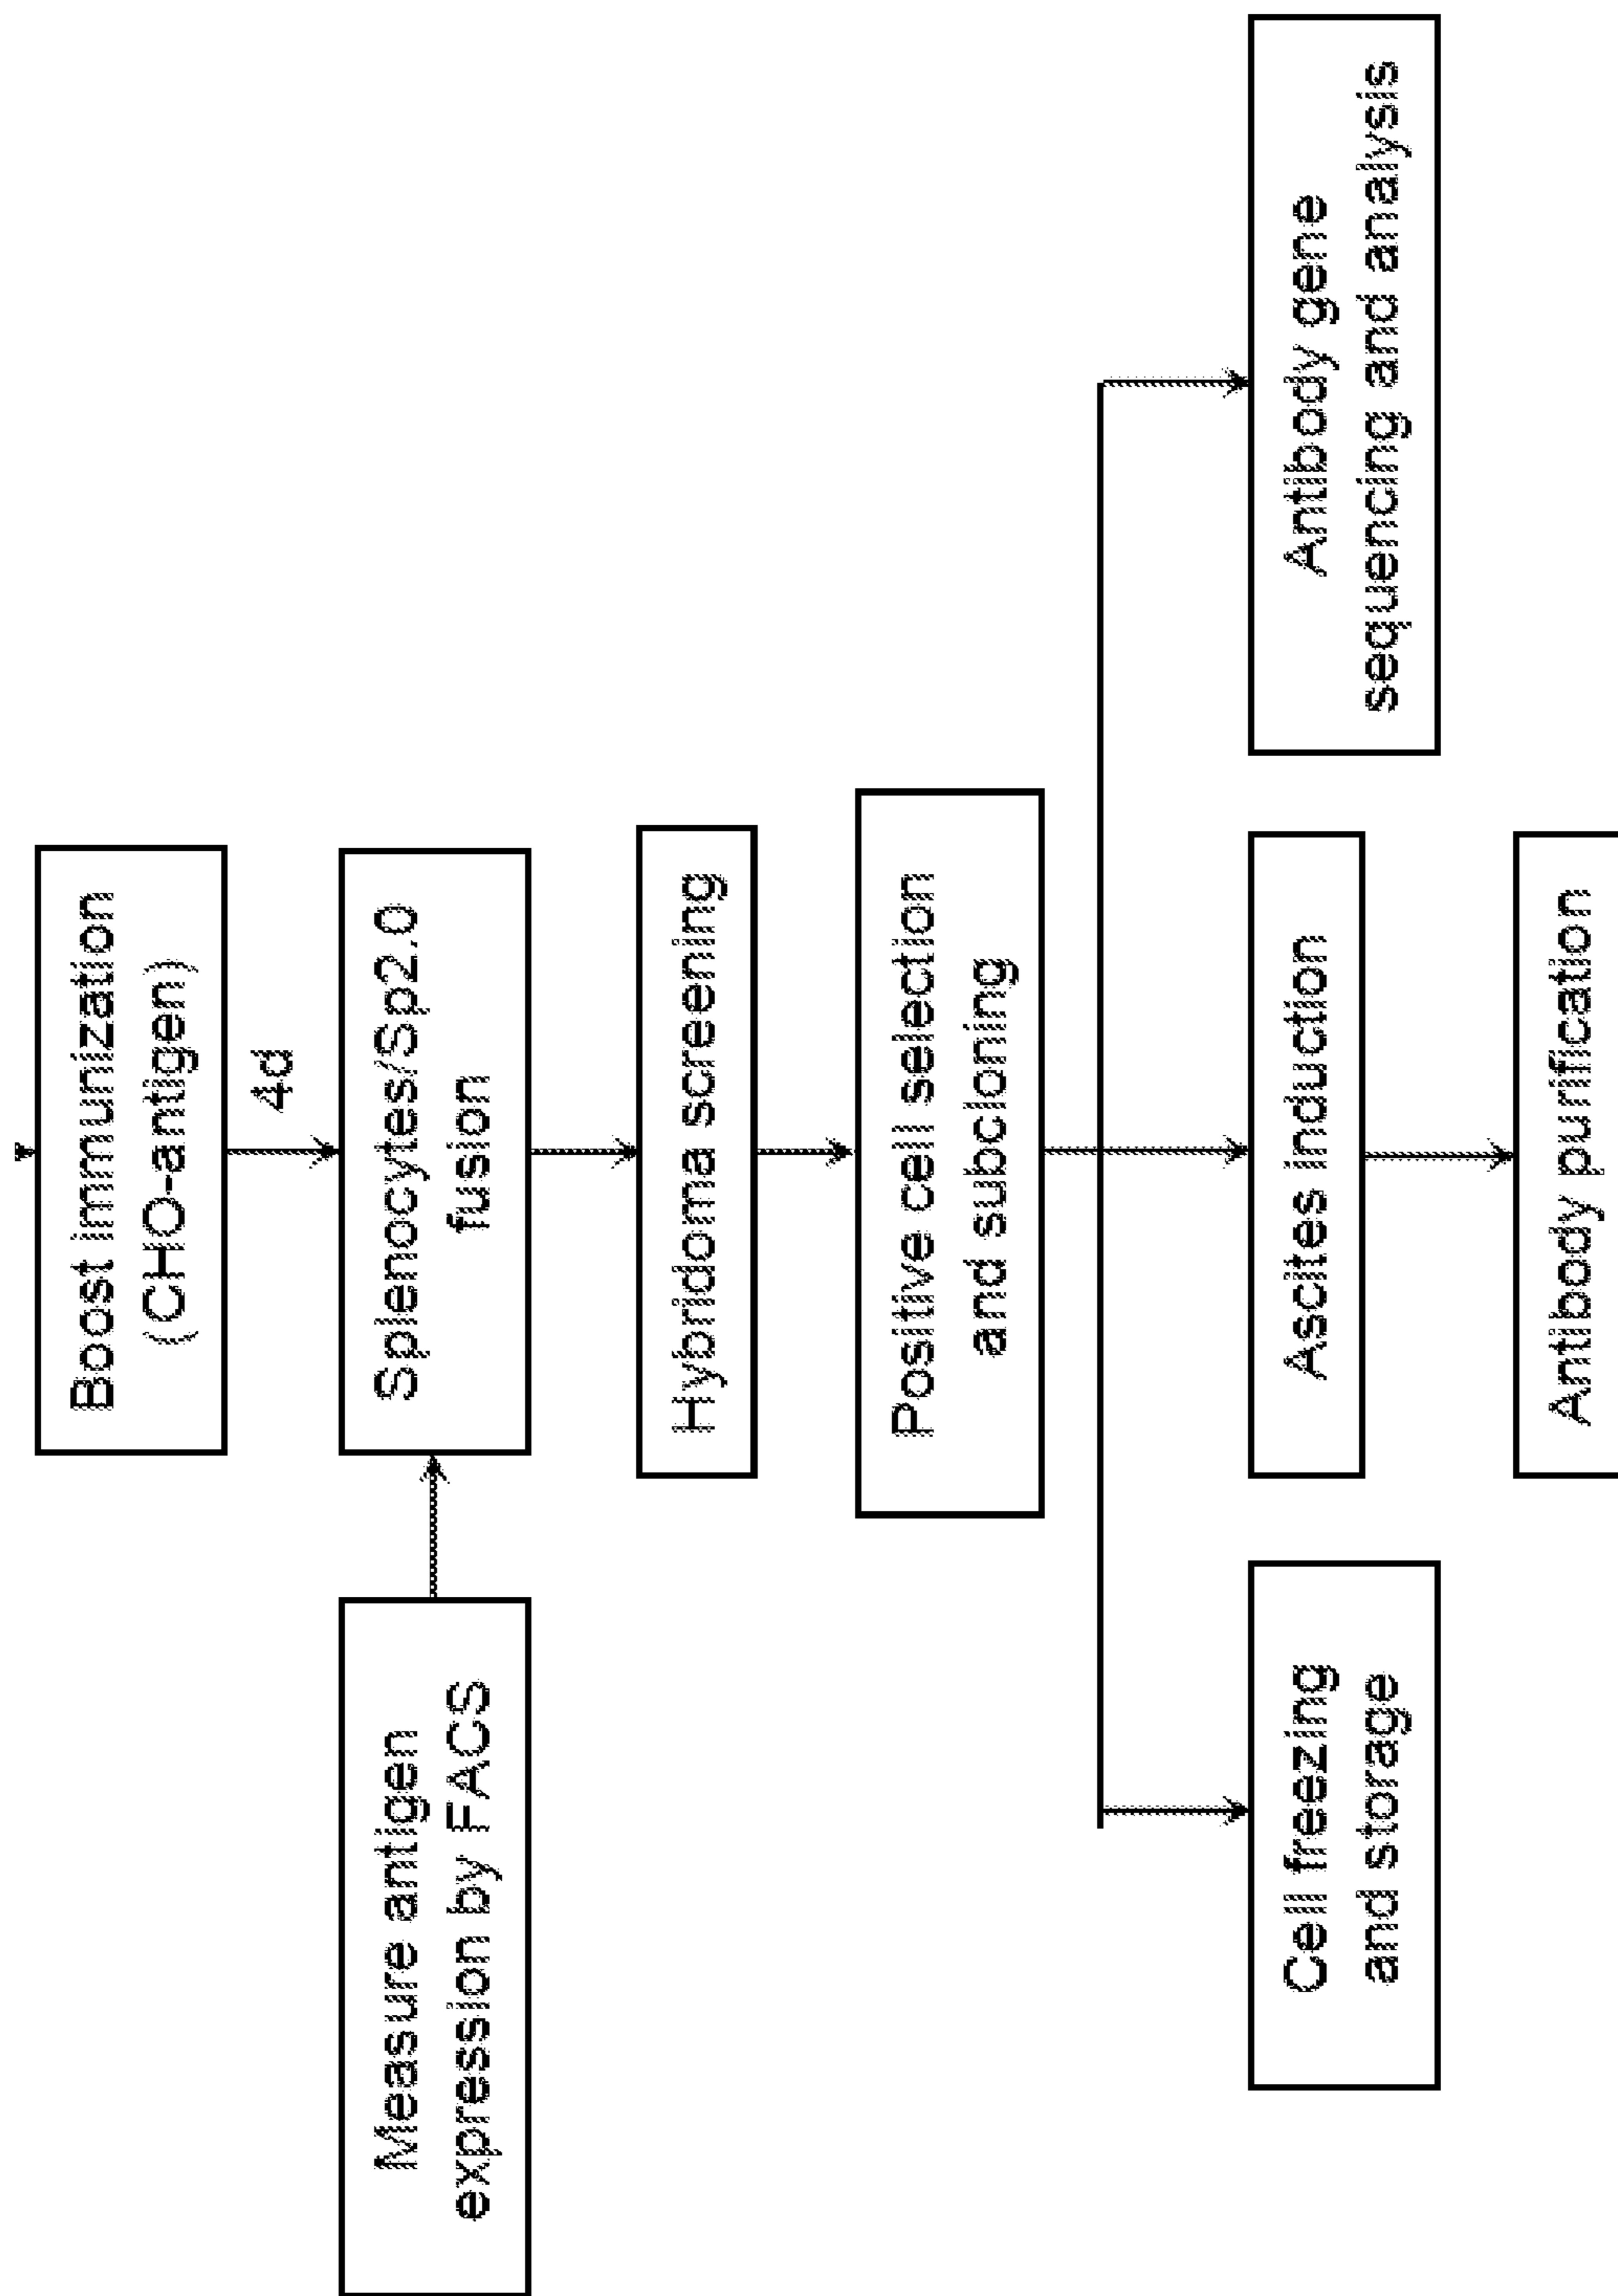 Boost immunization
(CHO-antigen)
4d
Measure antigen
expression by FACS
Splenocytes/Sp2.0
fusion
Hybridoma screening
Positive cell selection
and subcloning
Cell freezing
and storage
Ascites induction
Antibody gene
sequencing and analysis
Antibody purification